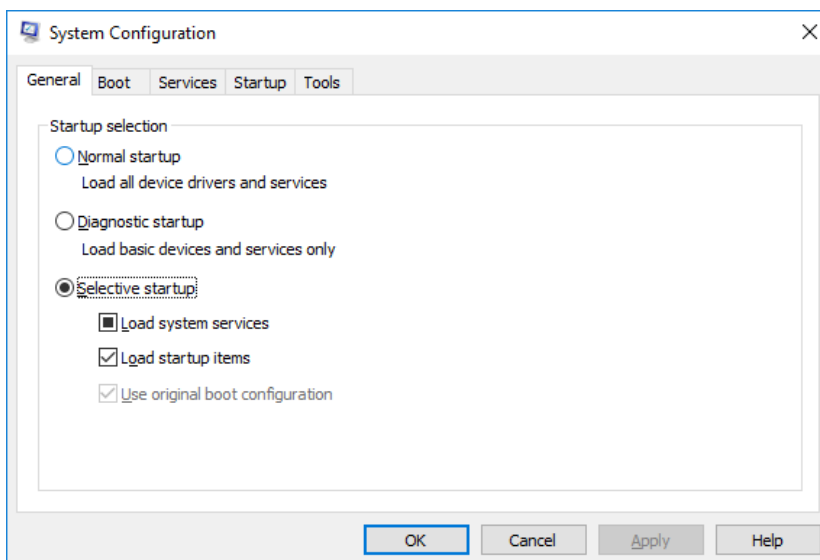 System Configuration
General Boot Services Startup Tools
Startup selection
Normal startup
Load all device drivers and services
Diagnostic startup
Load basic devices and services only
Selective startup
Load system services
Load startup items
Use original boot configuration
OK Cancel Apply Help